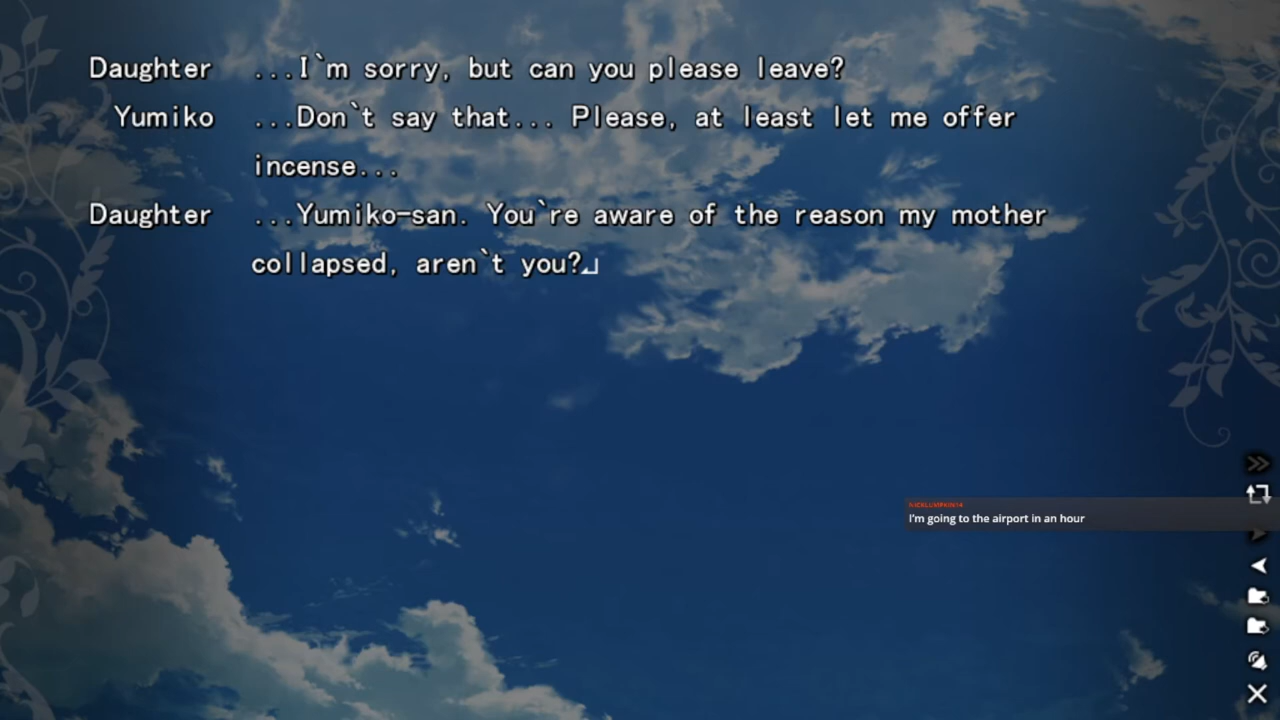 Daughter ...I`m sorry, but can you please leave?
Yumiko ...Don`t say that... Please, at least let me offer
incense...
Daughter ...Yumiko-san. You`re aware of the reason my mother
collapsed, aren`t you?
I'm going to the airport in an hour